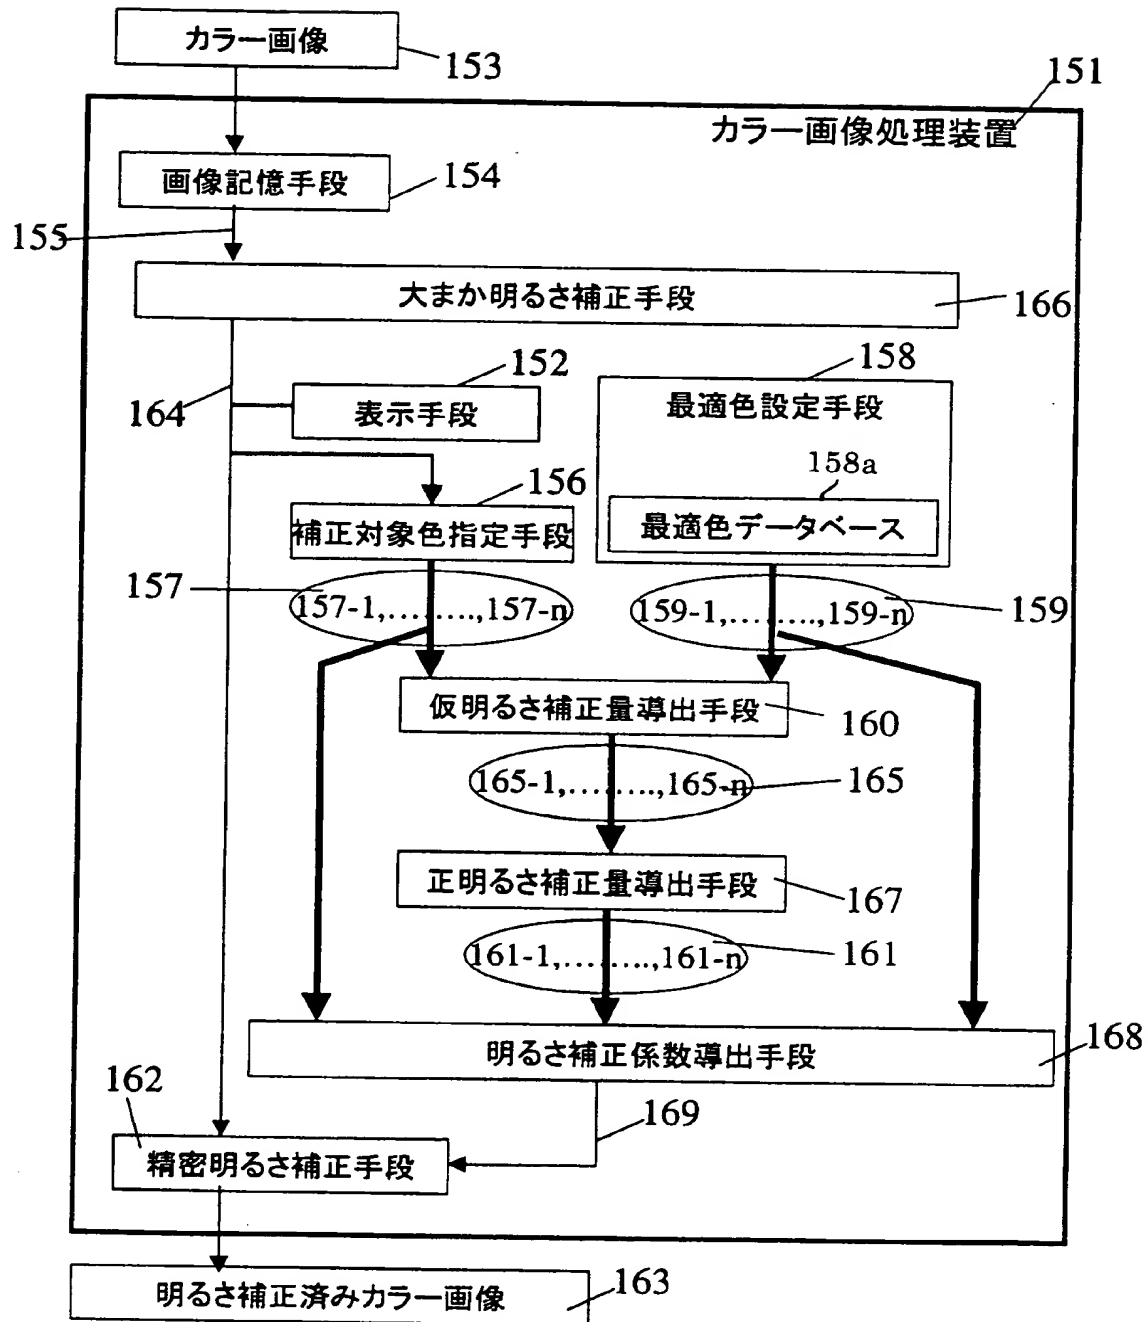 カラー画像
153
151
カラー画像処理装置
画像記憶手段
154
155
大まか明るさ補正手段
166
164
152
表示手段
158
最適色設定手段
158a
最適色データベース
156
補正対象色指定手段
157
157-1,........,157-n
159-1,........,159-n
159
仮明るさ補正量導出手段
160
165-1,........,165-n
165
正明るさ補正量導出手段
167
161-1,........,161-n
161
明るさ補正係数導出手段
168
162
169
精密明るさ補正手段
明るさ補正済みカラー画像
163